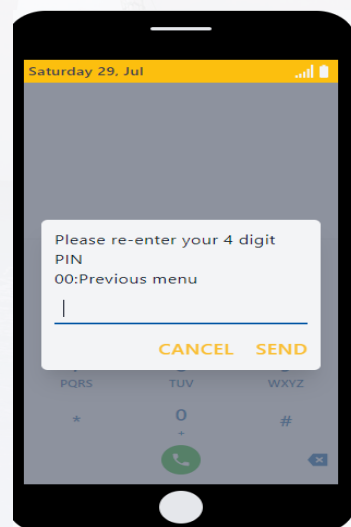 Saturday 29, Jul
Please re-enter your 4 digit
PIN
00:Previous menu
CANCEL SEND
PQRS TUV WXYZ
* 0 #
+